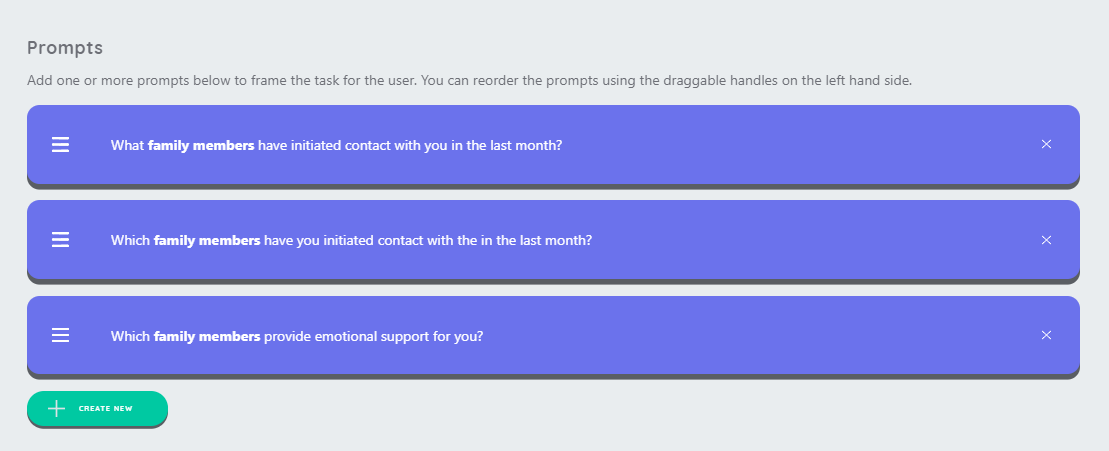 Prompts
Add one or more prompts below to frame the task for the user. You can reorder the prompts using the draggable handles on the left hand side.
What family members have initiated contact with you in the last month?
Which family members have you initiated contact with the in the last month?
Which family members provide emotional support for you?
CREATE NEW